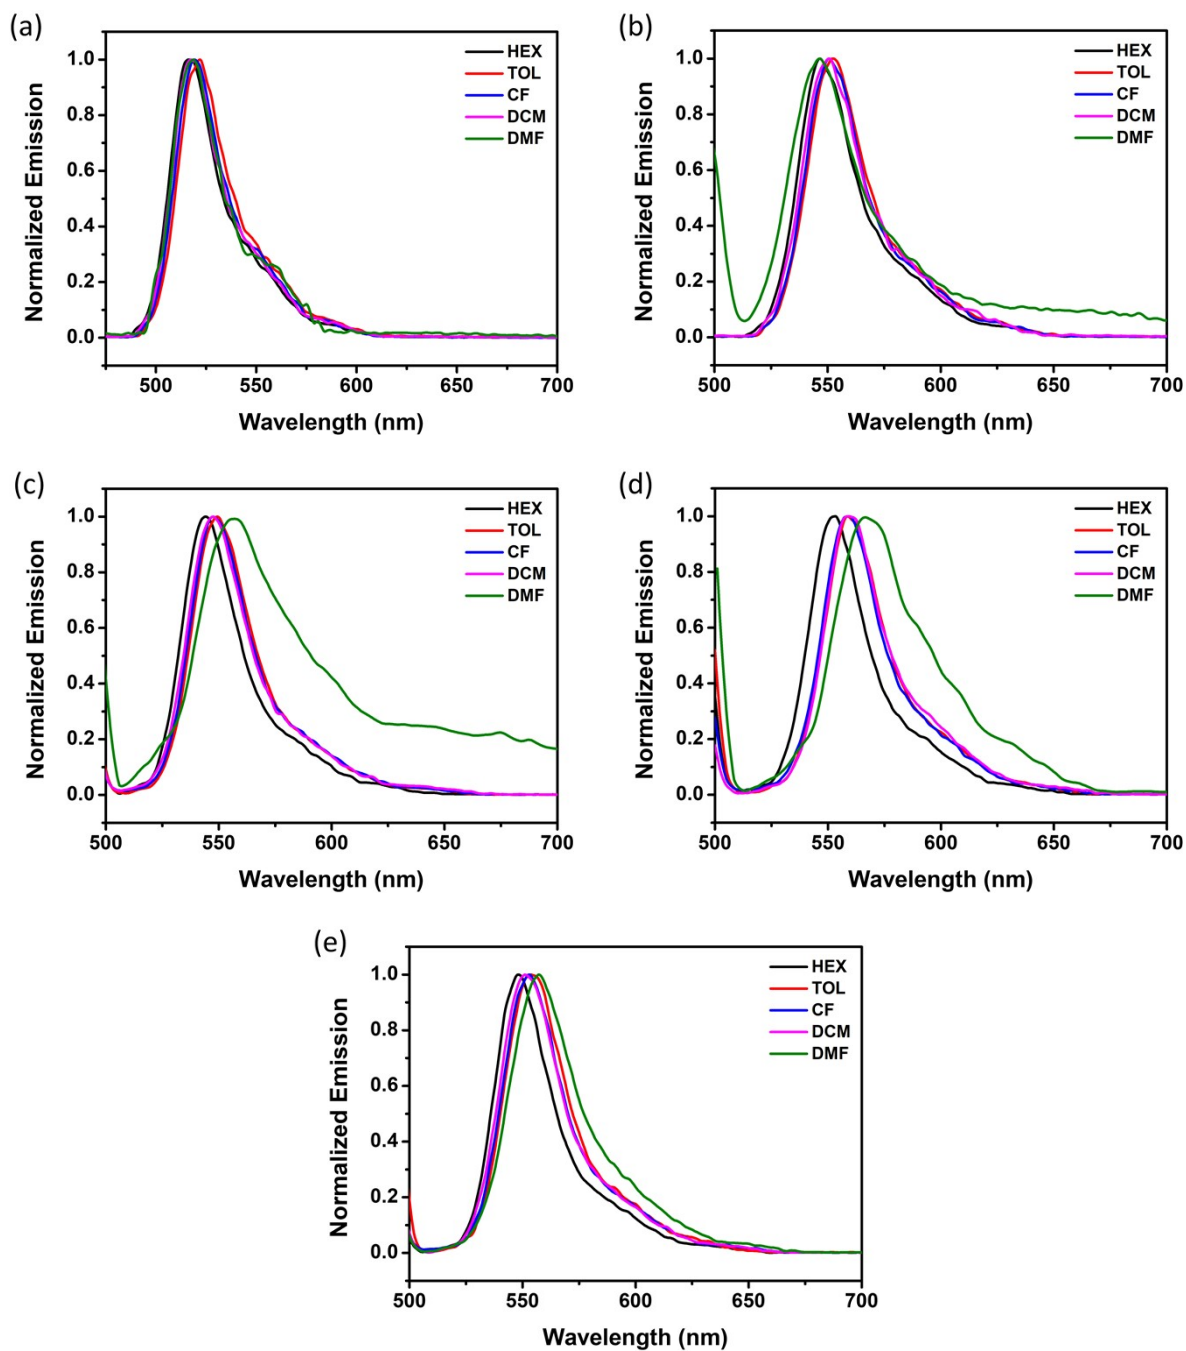 (a)
Normalized Emission
1.0
0.8
0.6
0.4
0.2
0.0
HEX
TOL
CF
DCM
DMF
500 550 600 650 700
Wavelength (nm)
(b)
Normalized Emission
1.0
0.8
0.6
0.4
0.2
0.0
HEX
TOL
CF
DCM
DMF
500 550 600 650 700
Wavelength (nm)
(c)
Normalized Emission
1.0
0.8
0.6
0.4
0.2
0.0
HEX
TOL
CF
DCM
DMF
500 550 600 650 700
Wavelength (nm)
(d)
Normalized Emission
1.0
0.8
0.6
0.4
0.2
0.0
HEX
TOL
CF
DCM
DMF
500 550 600 650 700
Wavelength (nm)
(e)
Normalized Emission
1.0
0.8
0.6
0.4
0.2
0.0
HEX
TOL
CF
DCM
DMF
500 550 600 650 700
Wavelength (nm)